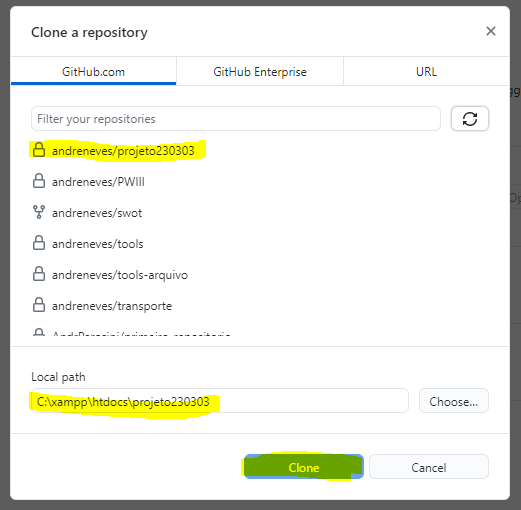 Clone a repository
GitHub.com GitHub Enterprise URL
Filter your repositories
andreneves/projeto230303
andreneves/PWIII
andreneves/swot
andreneves/tools
andreneves/tools-arquivo
andreneves/transporte
Local path
C:\xampp\htdocs\projeto230303
Choose...
Clone Cancel